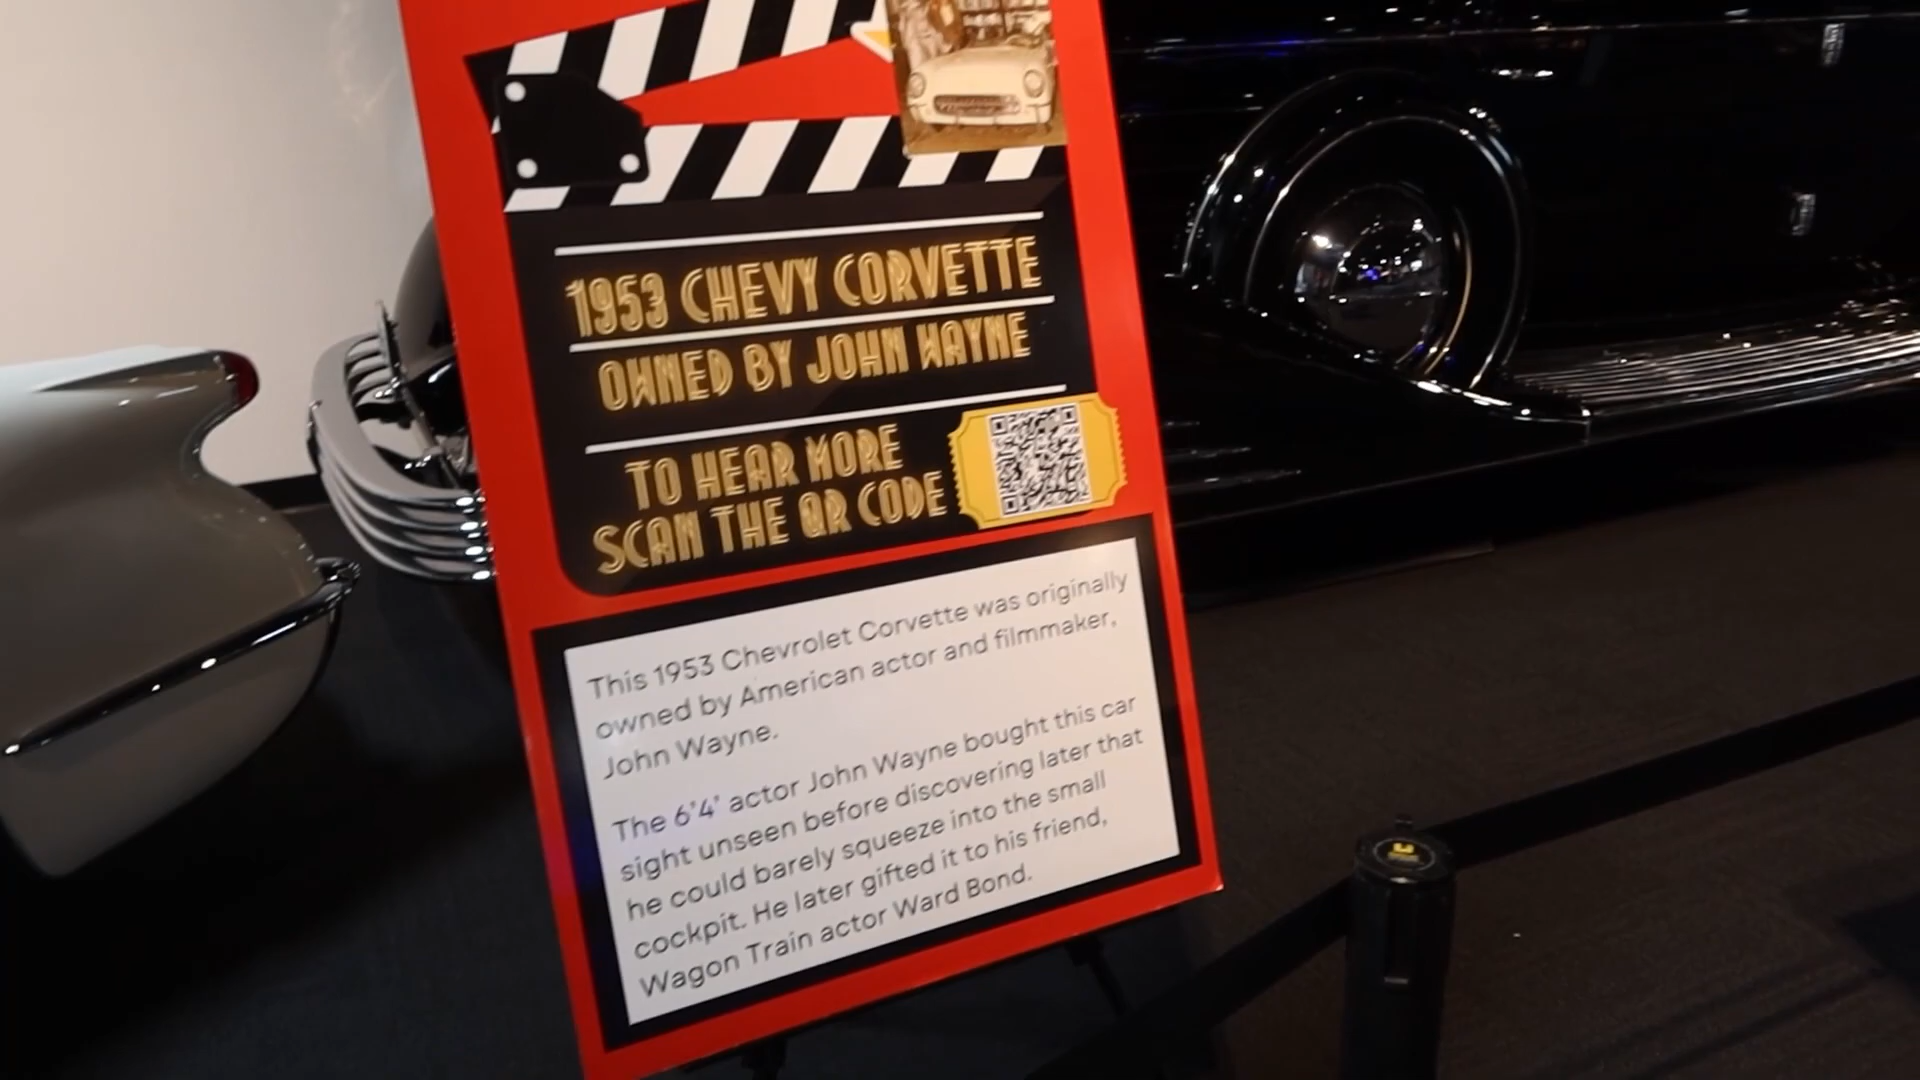 1953 CHEVY CORVETTE
OWNED BY JOHN WAYNE
TO HEAR MORE
SCAN THE QR CODE
This 1953 Chevrolet Corvette was originally
owned by American actor and filmmaker,
John Wayne.
The 6'4' actor John Wayne bought this car
sight unseen before discovering later that
he could barely squeeze into the small
cockpit. He later gifted it to his friend,
Wagon Train actor Ward Bond.